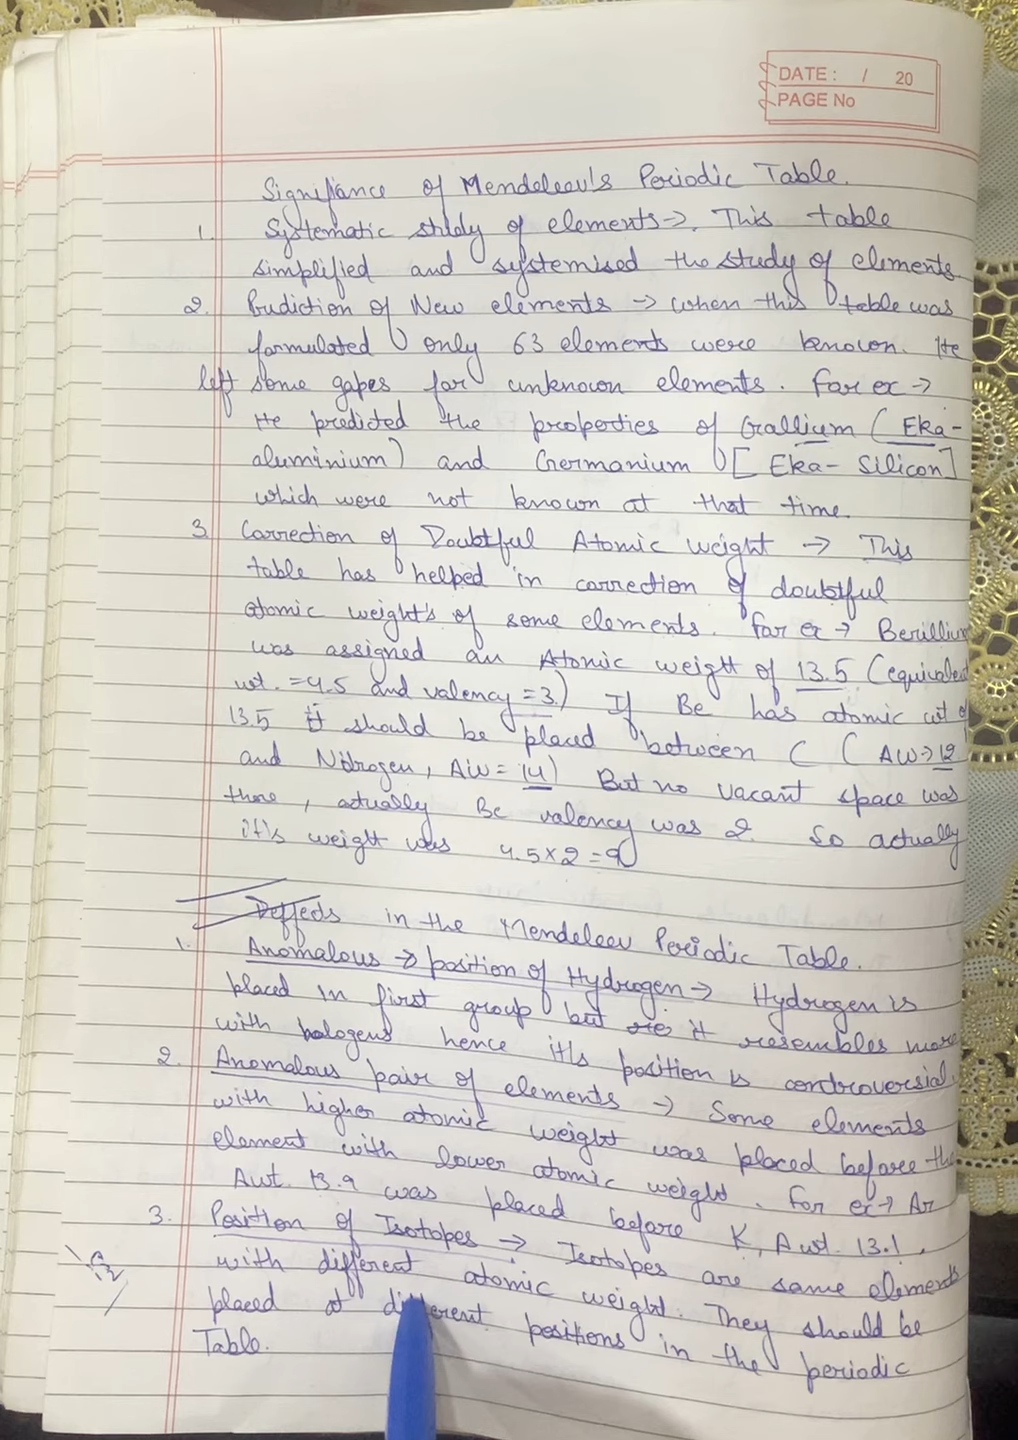 DATE : / 20
PAGE No
Signifiance of Mendeleev's Periodic Table.
1. Systematic study of elements →. This table
simplified and systemised the study of elements
2. Prediction of New elements → when this table was
formulated only 63 elements were known. He
left some gapes for unknown elements. For ex →
He predicted the properties of Gallium ( Eka-
aluminium) and Germanium [ Eka- Silicon]
which were not known at that time.
3 Correction of Doubtful Atomic weight → This
table has helped in correction of doubtful
atomic weight's of some elements. For ex → Berillium
was assigned an Atomic weight of 13.5 (equivalent
wt. = 4.5 and valency = 3.) If Be has atomic wt of
13.5 it should be placed between C ( AW → 12
and Nitrogen, AW = 14) But no vacant space was
there, actually Be valency was 2. So actually
it's weight was 4.5×2 = 9
Deffects in the Mendeleev Periodic Table.
1. Anomalous → position of Hydrogen → Hydrogen is
placed in first group but it resembles more
with halogens hence it's position is controversial.
2. Anomalous pair of elements → Some elements
with higher atomic weight was placed before the
element with lower atomic weight. For ex → Ar
Awt. 13.9 was placed before K, Awt. 13.1.
3. Position of Isotopes → Isotopes are same elements
with different atomic weight. They should be
placed at different positions in the periodic
Table.